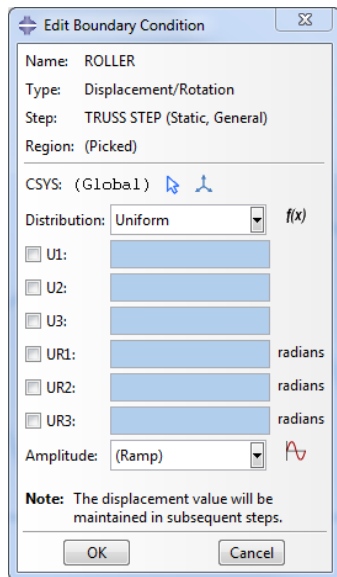 Edit Boundary Condition
Name: ROLLER
Type: Displacement/Rotation
Step: TRUSS STEP (Static, General)
Region: (Picked)
CSYS: (Global)
Distribution: Uniform f(x)
U1:
U2:
U3:
UR1: radians
UR2: radians
UR3: radians
Amplitude: (Ramp)
Note: The displacement value will be
maintained in subsequent steps.
OK Cancel